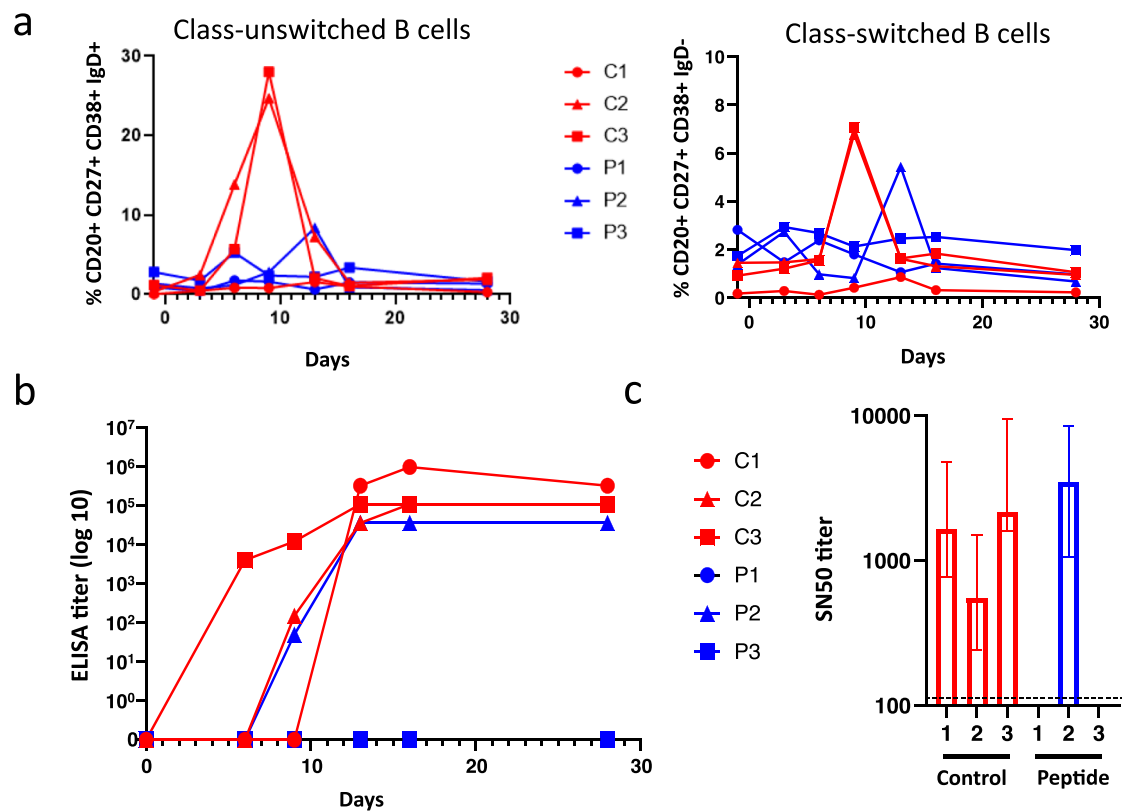 a
Class-unswitched B cells
% CD20+ CD27+ CD38+ IgD+
30
20
10
0
0
10
20
30
Days
C1
C2
C3
P1
P2
P3
Class-switched B cells
% CD20+ CD27+ CD38+ IgD-
10
8
6
4
2
0
0
10
20
30
Days
b
ELISA titer (log 10)
10⁷
10⁶
10⁵
10⁴
10³
10²
10¹
10⁰
0
0
10
20
30
Days
C1
C2
C3
P1
P2
P3
c
SN50 titer
10000
1000
100
1 2 3 1 2 3
Control Peptide